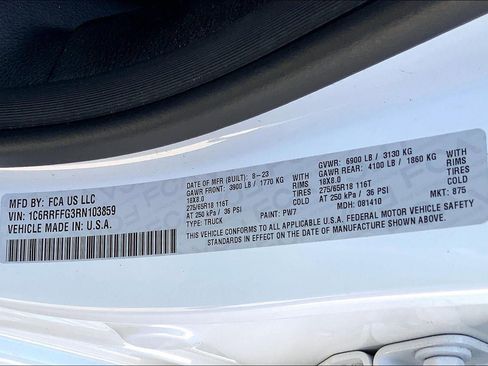 MFD BY: FCA US LLC
VIN: 1C6RRFFG3RN103859
VEHICLE MADE IN: U.S.A.
DATE OF MFR (BUILT): 8-23
GAWR FRONT: 3900 LB / 1770 KG
18X8.0 RIMS
275/65R18 116T TIRES
AT 250 kPa / 36 PSI COLD
TYPE: TRUCK
PAINT: PW7
GVWR: 6900 LB / 3130 KG
GAWR REAR: 4100 LB / 1860 KG
18X8.0 RIMS
275/65R18 116T TIRES
AT 250 kPa / 36 PSI COLD
MDH: 081410
MKT: 875
THIS VEHICLE CONFORMS TO ALL APPLICABLE U.S.A. FEDERAL MOTOR VEHICLE
SAFETY STANDARDS IN EFFECT ON THE DATE OF MANUFACTURE SHOWN ABOVE.